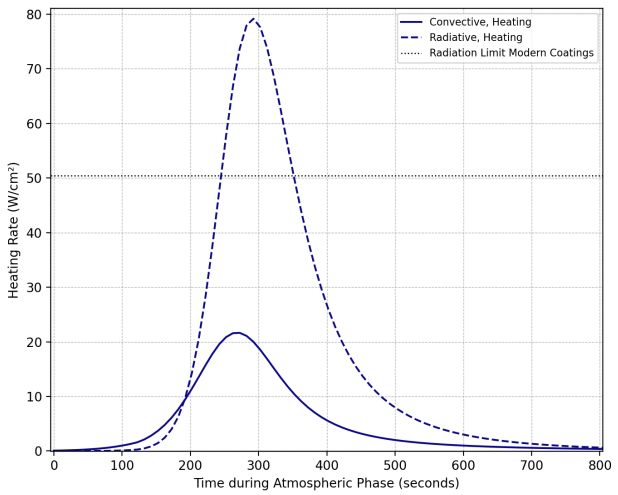 Convective, Heating
Radiative, Heating
Radiation Limit Modern Coatings
80
70
60
50
40
30
20
10
0
Heating Rate (W/cm²)
0 100 200 300 400 500 600 700 800
Time during Atmospheric Phase (seconds)